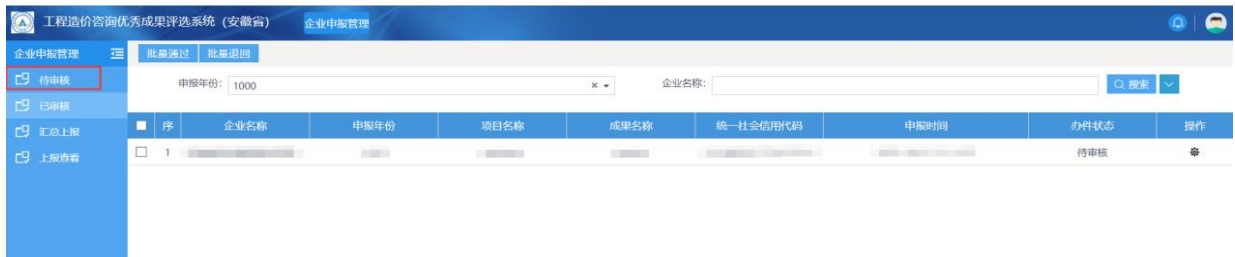 工程造价咨询优秀成果评选系统（安徽省） 企业申报管理
企业申报管理 批量通过 批量退回
待审核 申报年份: 1000 企业名称: 搜索
已审核
汇总上报 序 企业名称 申报年份 项目名称 成果名称 统一社会信用代码 申报时间 办件状态 操作
上报查看 1 待审核